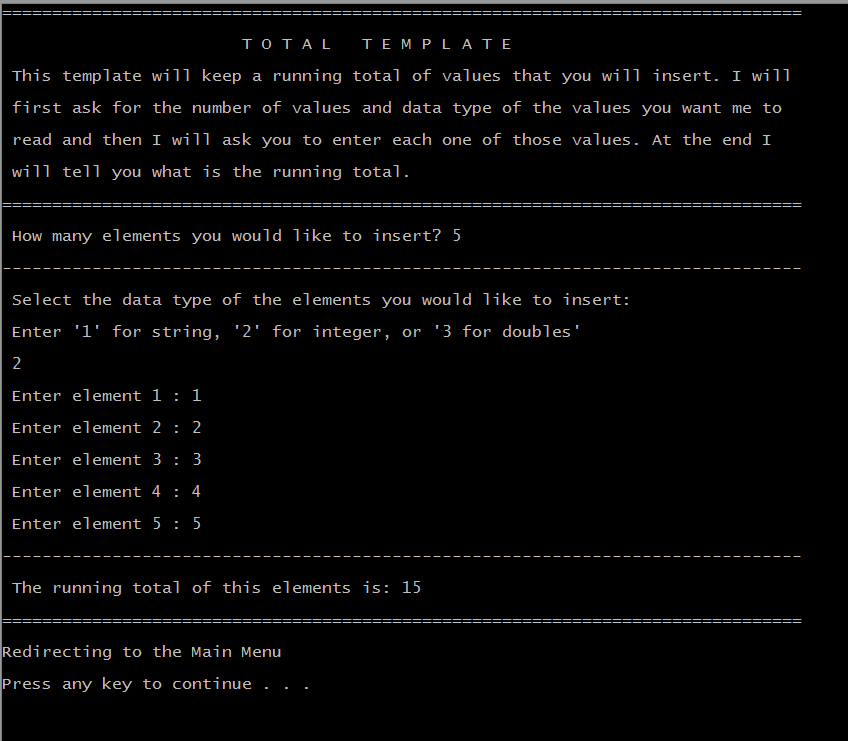 ================================================================================
T O T A L   T E M P L A T E
This template will keep a running total of values that you will insert. I will
first ask for the number of values and data type of the values you want me to
read and then I will ask you to enter each one of those values. At the end I
will tell you what is the running total.
================================================================================
How many elements you would like to insert? 5
--------------------------------------------------------------------------------
Select the data type of the elements you would like to insert:
Enter '1' for string, '2' for integer, or '3 for doubles'
2
Enter element 1 : 1
Enter element 2 : 2
Enter element 3 : 3
Enter element 4 : 4
Enter element 5 : 5
--------------------------------------------------------------------------------
The running total of this elements is: 15
================================================================================
Redirecting to the Main Menu
Press any key to continue . . .